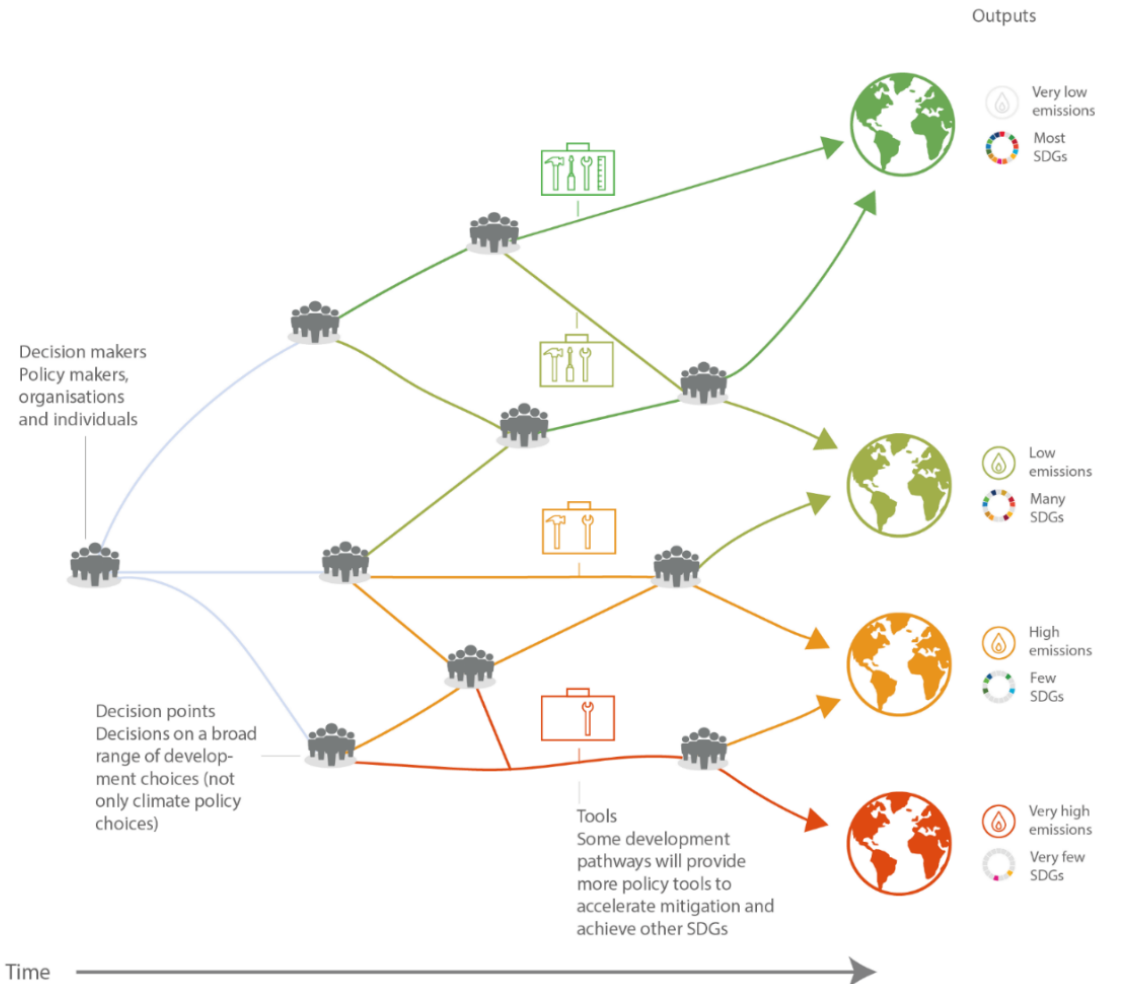 Outputs
Very low
emissions
Most
SDGs
Decision makers
Policy makers,
organisations
and individuals
Low
emissions
Many
SDGs
High
emissions
Few
SDGs
Decision points
Decisions on a broad
range of develop-
ment choices (not
only climate policy
choices)
Tools
Some development
pathways will provide
more policy tools to
accelerate mitigation and
achieve other SDGs
Very high
emissions
Very few
SDGs
Time